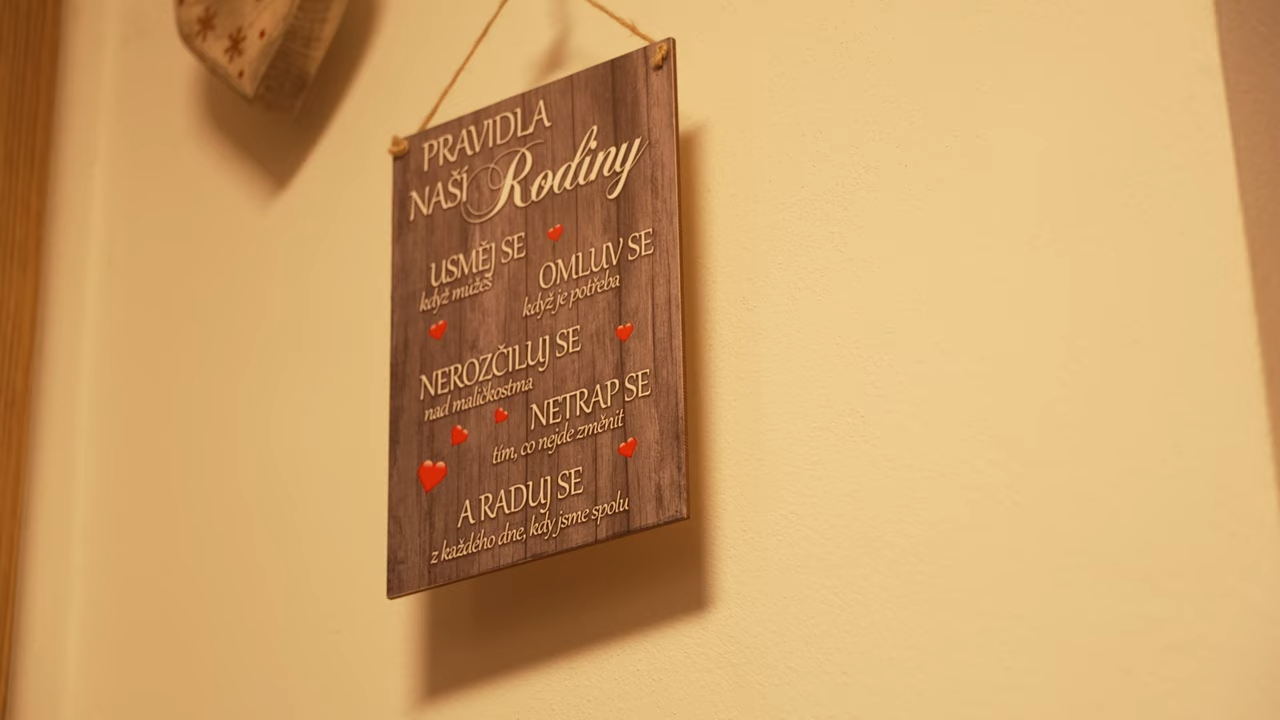 PRAVIDLA
NAŠÍ Rodiny
USMĚJ SE
když můžeš
OMLUV SE
když je potřeba
NEROZČILUJ SE
nad maličkostma
NETRAP SE
tím, co nejde změnit
A RADUJ SE
z každého dne, kdy jsme spolu